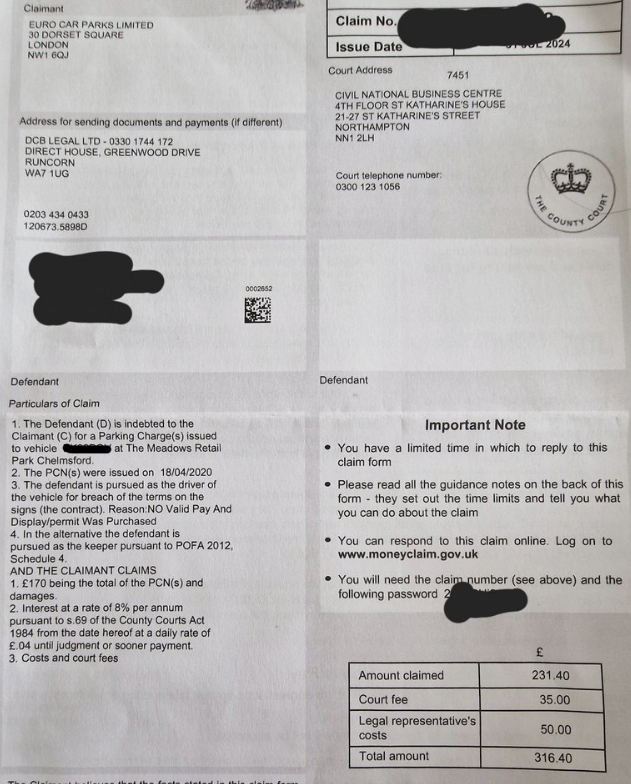 Claimant
EURO CAR PARKS LIMITED
30 DORSET SQUARE
LONDON
NW1 6QJ
Claim No.
Issue Date
2024
Address for sending documents and payments (if different)
DCB LEGAL LTD - 0330 1744 172
DIRECT HOUSE, GREENWOOD DRIVE
RUNCORN
WA7 1UG
0203 434 0433
120673.5898D
Court Address
7451
CIVIL NATIONAL BUSINESS CENTRE
4TH FLOOR ST KATHARINE'S HOUSE
21-27 ST KATHARINE'S STREET
NORTHAMPTON
NN1 2LH
Court telephone number:
0300 123 1056
THE COUNTY COURT
0002652
Defendant
Defendant
Particulars of Claim
1. The Defendant (D) is indebted to the
Claimant (C) for a Parking Charge(s) issued
to vehicle at The Meadows Retail
Park Chelmsford.
2. The PCN(s) were issued on 18/04/2020
3. The defendant is pursued as the driver of
the vehicle for breach of the terms on
the signs (the contract). Reason:NO Valid Pay And
Display/permit Was Purchased
4. In the alternative the defendant is
pursued as the keeper pursuant to POFA 2012,
Schedule 4.
AND THE CLAIMANT CLAIMS
1. £170 being the total of the PCN(s) and
damages.
2. Interest at a rate of 8% per annum
pursuant to s.69 of the County Courts Act
1984 from the date hereof at a daily rate of
£.04 until judgment or sooner payment.
3. Costs and court fees
Important Note
• You have a limited time in which to reply to this
claim form
• Please read all the guidance notes on the back of this
form - they set out the time limits and tell you what
you can do about the claim
• You can respond to this claim online. Log on to
www.moneyclaim.gov.uk
• You will need the claim number (see above) and the
following password 2
£
Amount claimed 231.40
Court fee 35.00
Legal representative's
costs 50.00
Total amount 316.40
The Claimant believes that the facts stated in this claim form